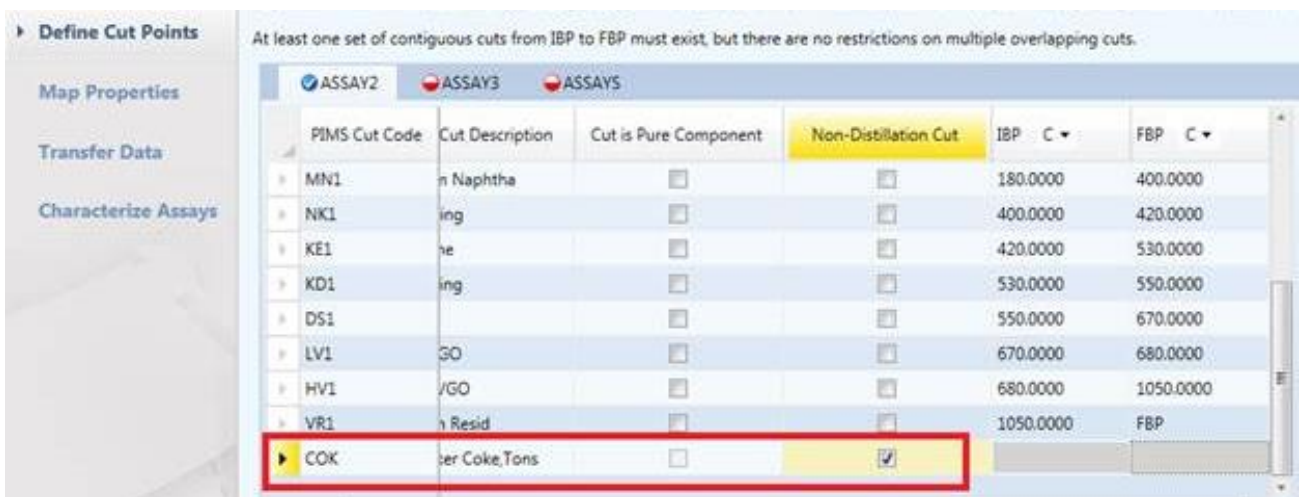 Define Cut Points
Map Properties
Transfer Data
Characterize Assays
At least one set of contiguous cuts from IBP to FBP must exist, but there are no restrictions on multiple overlapping cuts.
ASSAY2 ASSAY3 ASSAY5
PIMS Cut Code Cut Description Cut is Pure Component Non-Distillation Cut IBP C FBP C
MN1 n Naphtha 180.0000 400.0000
NK1 ing 400.0000 420.0000
KE1 ne 420.0000 530.0000
KD1 ing 530.0000 550.0000
DS1 550.0000 670.0000
LV1 GO 670.0000 680.0000
HV1 /GO 680.0000 1050.0000
VR1 n Resid 1050.0000 FBP
COK er Coke,Tons